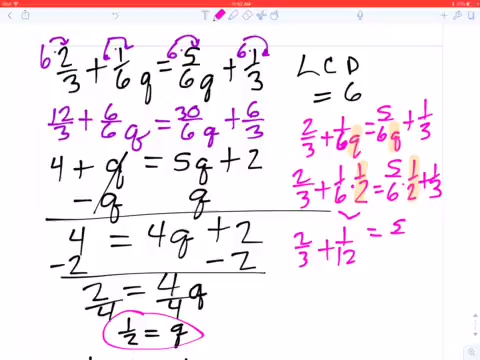 6·2/3 + 1/6 q = 6·5/6 q + 6·1/3
12/3 + 6/6 q = 30/6 q + 6/3
4 + q = 5q + 2
- q q
4 = 4q + 2
-2 -2
2/4 = 4/4 q
1/2 = q
LCD
= 6
2/3 + 1/6 q = 5/6 q + 1/3
2/3 + 1/6 · 1/2 = 5/6 · 1/2 + 1/3
2/3 + 1/12 = 5